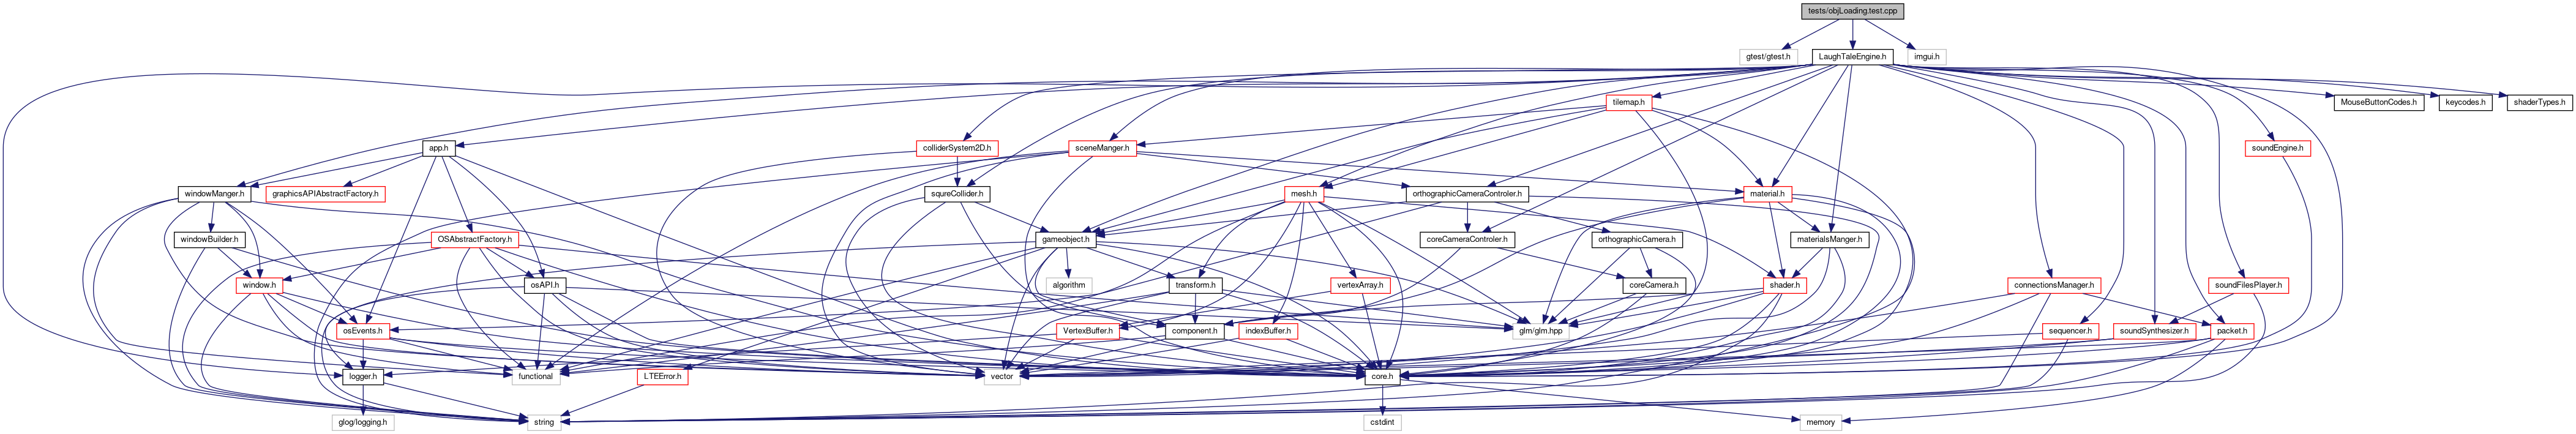 tests/objLoading.test.cpp
gtest/gtest.h
LaughTaleEngine.h
imgui.h
tilemap.h
MouseButtonCodes.h
keycodes.h
shaderTypes.h
app.h
colliderSystem2D.h
sceneManger.h
soundEngine.h
windowManger.h
graphicsAPIAbstractFactory.h
squreCollider.h
mesh.h
orthographicCameraControler.h
material.h
windowBuilder.h
OSAbstractFactory.h
gameobject.h
coreCameraControler.h
orthographicCamera.h
materialsManger.h
window.h
osAPI.h
algorithm
transform.h
vertexArray.h
coreCamera.h
shader.h
connectionsManager.h
soundFilesPlayer.h
osEvents.h
VertexBuffer.h
component.h
indexBuffer.h
glm/glm.hpp
sequencer.h
soundSynthesizer.h
packet.h
logger.h
functional
LTEError.h
vector
core.h
glog/logging.h
string
cstdint
memory